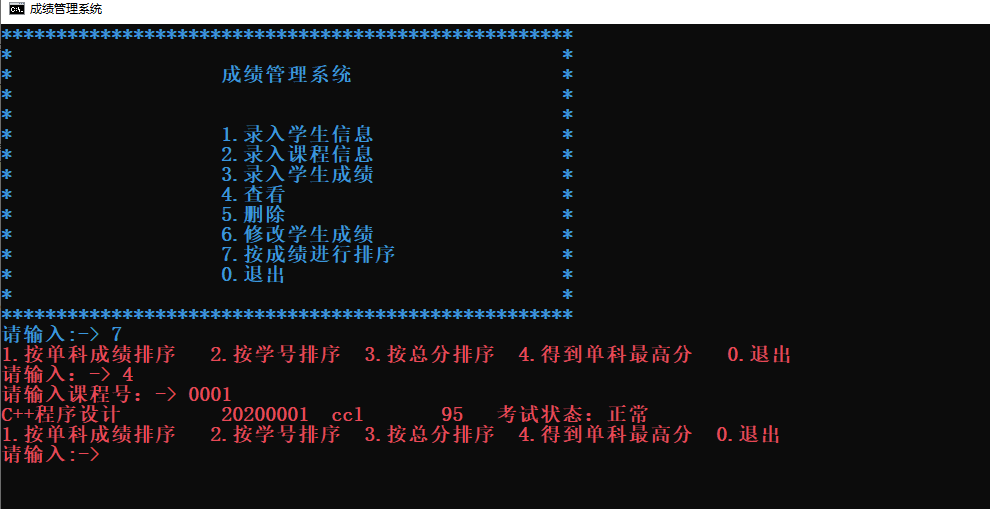 成绩管理系统
****************************************************
* *
* 成绩管理系统 *
* *
* *
* 1.录入学生信息 *
* 2.录入课程信息 *
* 3.录入学生成绩 *
* 4.查看 *
* 5.删除 *
* 6.修改学生成绩 *
* 7.按成绩进行排序 *
* 0.退出 *
* *
****************************************************
请输入:-> 7
1.按单科成绩排序 2.按学号排序 3.按总分排序 4.得到单科最高分 0.退出
请输入：-> 4
请输入课程号：-> 0001
C++程序设计 20200001 ccl 95 考试状态：正常
1.按单科成绩排序 2.按学号排序 3.按总分排序 4.得到单科最高分 0.退出
请输入:->